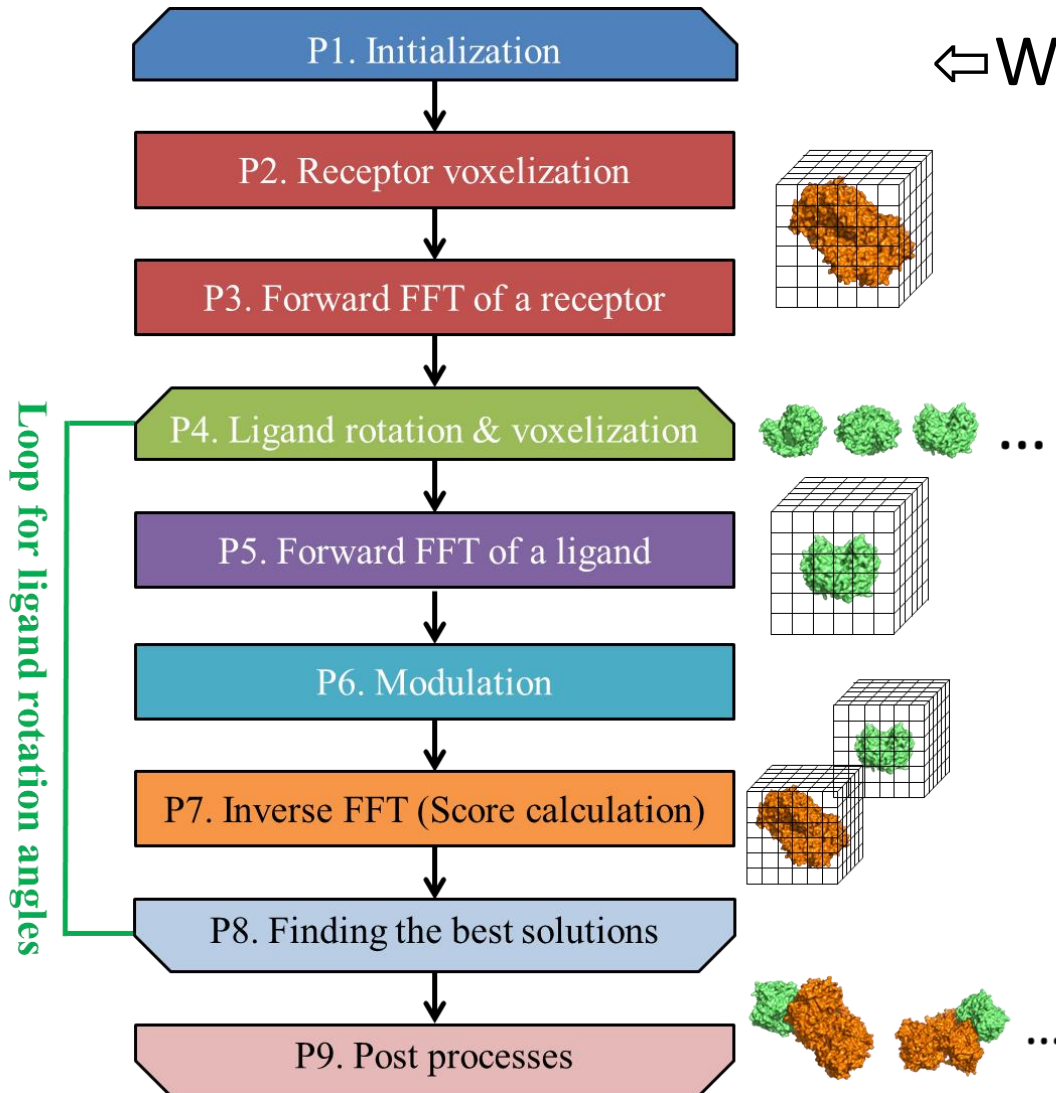 P1. Initialization
⇦W
P2. Receptor voxelization
P3. Forward FFT of a receptor
Loop for ligand rotation angles
P4. Ligand rotation & voxelization
...
P5. Forward FFT of a ligand
P6. Modulation
P7. Inverse FFT (Score calculation)
P8. Finding the best solutions
P9. Post processes
...